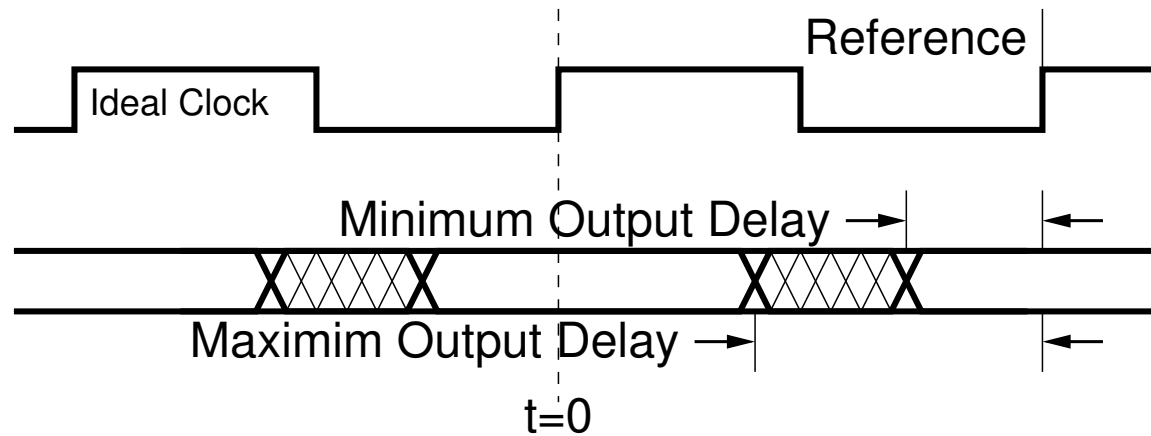 Reference
Ideal Clock
Minimum Output Delay
Maximim Output Delay
t=0